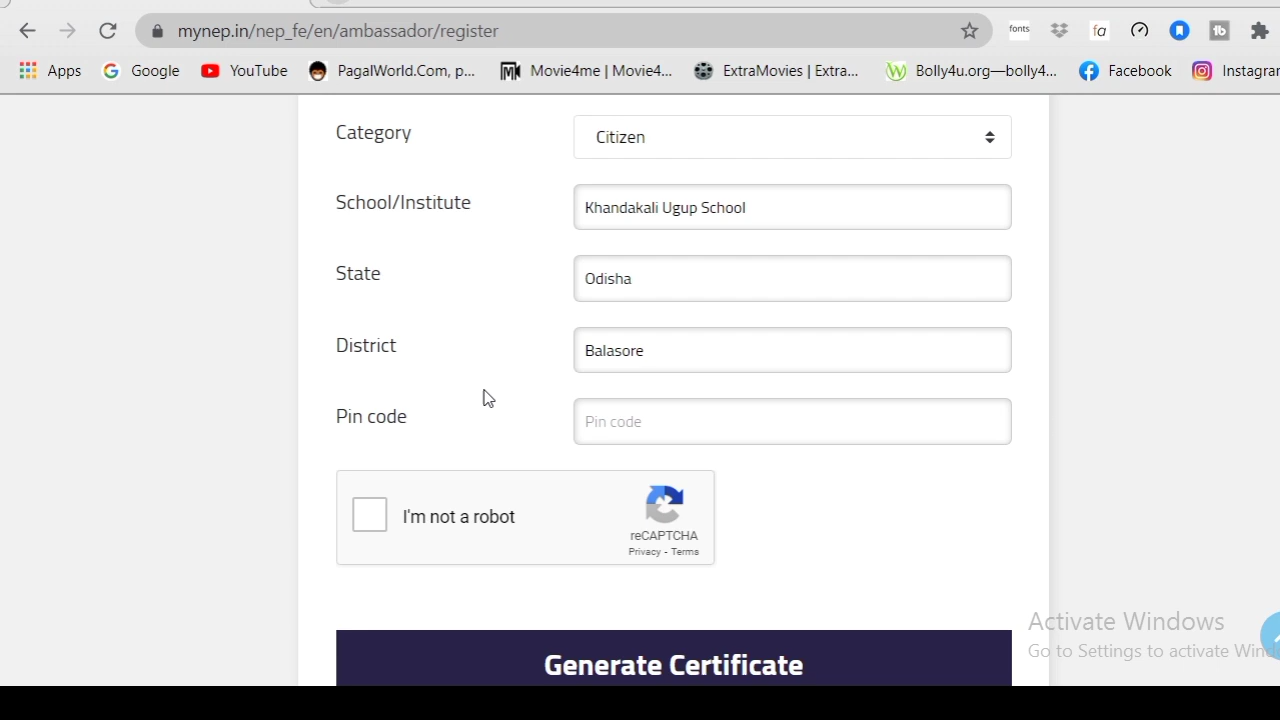 mynep.in/nep_fe/en/ambassador/register
fonts
fa
tb
Apps
Google
YouTube
PagalWorld.Com, p...
Movie4me | Movie4...
ExtraMovies | Extra...
Bolly4u.org—bolly4...
Facebook
Instagra
Category
Citizen
School/Institute
Khandakali Ugup School
State
Odisha
District
Balasore
Pin code
Pin code
I'm not a robot
reCAPTCHA
Privacy - Terms
Activate Windows
Go to Settings to activate Win
Generate Certificate